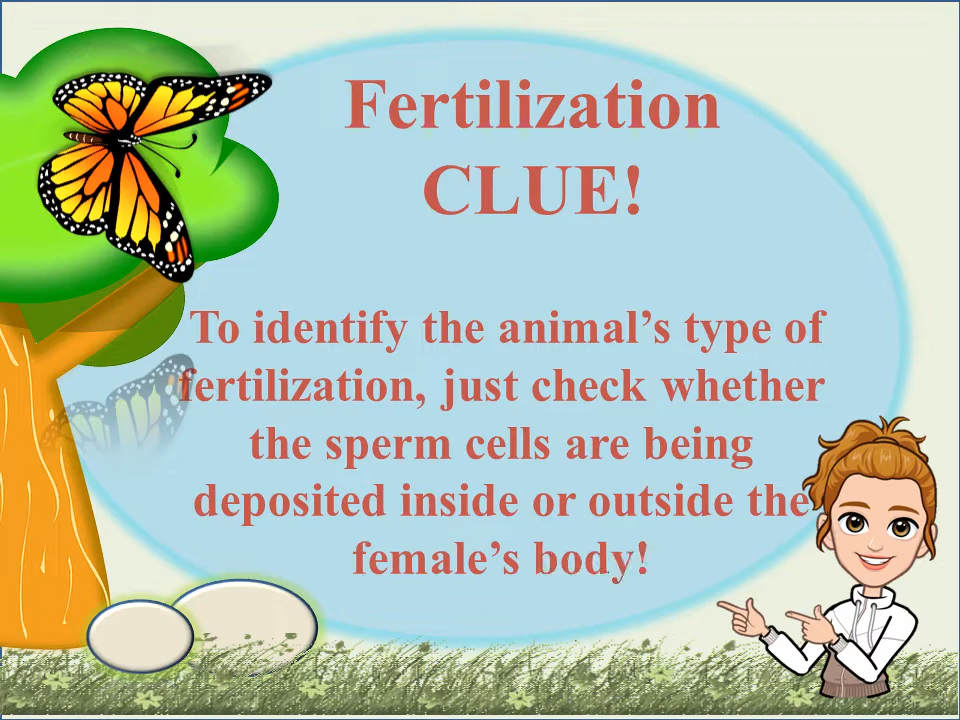 Fertilization
CLUE!
To identify the animal’s type of
fertilization, just check whether
the sperm cells are being
deposited inside or outside the
female’s body!